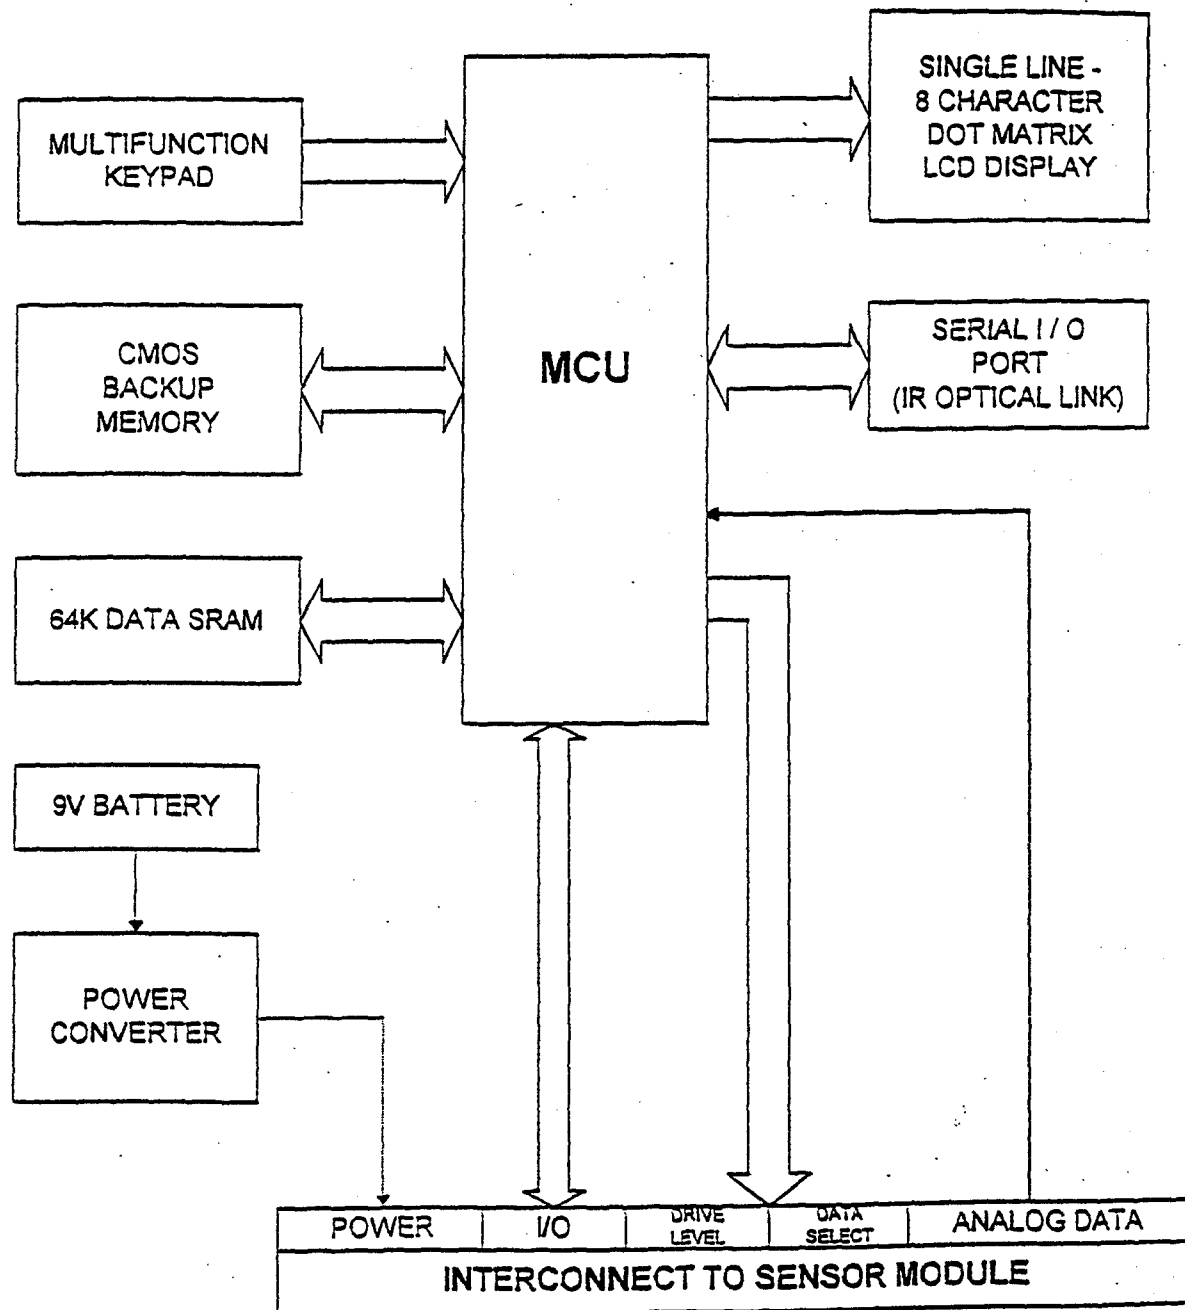 SINGLE LINE -
8 CHARACTER
DOT MATRIX
LCD DISPLAY
MULTIFUNCTION
KEYPAD
CMOS
BACKUP
MEMORY
MCU
SERIAL I / O
PORT
(IR OPTICAL LINK)
64K DATA SRAM
9V BATTERY
POWER
CONVERTER
POWER
I/O
DRIVE
LEVEL
DATA
SELECT
ANALOG DATA
INTERCONNECT TO SENSOR MODULE